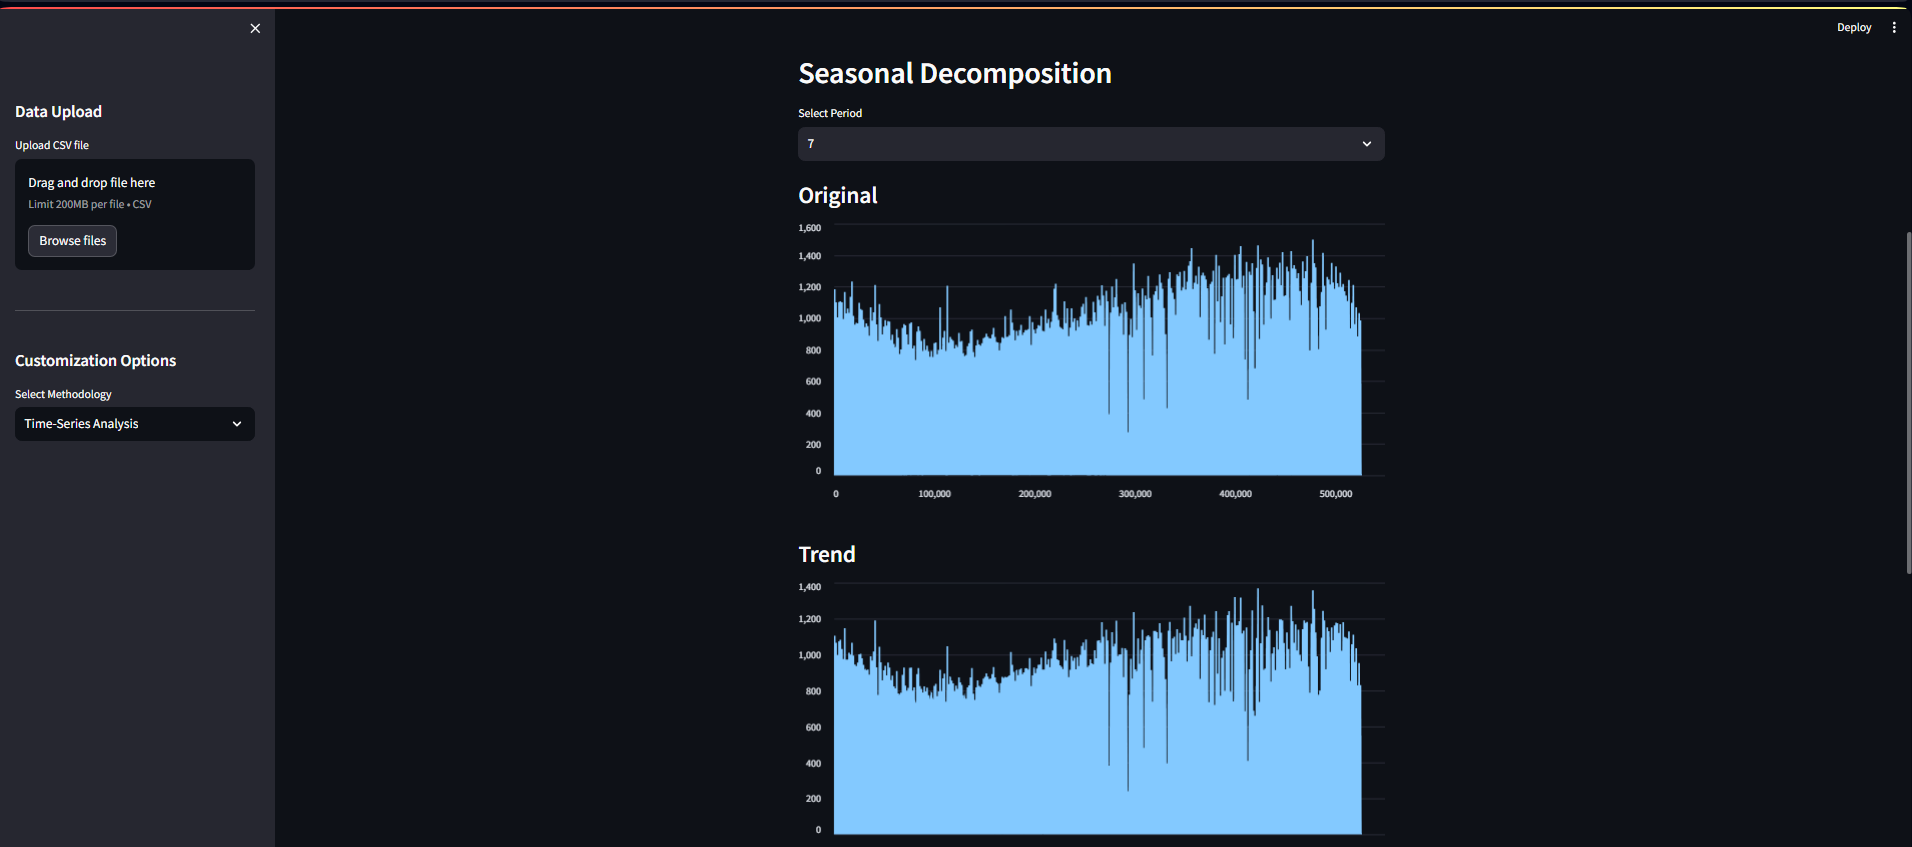 Deploy
Data Upload
Upload CSV file
Drag and drop file here
Limit 200MB per file • CSV
Browse files
Customization Options
Select Methodology
Time-Series Analysis
Seasonal Decomposition
Select Period
7
Original
1,600
1,400
1,200
1,000
800
600
400
200
0
0 100,000 200,000 300,000 400,000 500,000
Trend
1,400
1,200
1,000
800
600
400
200
0